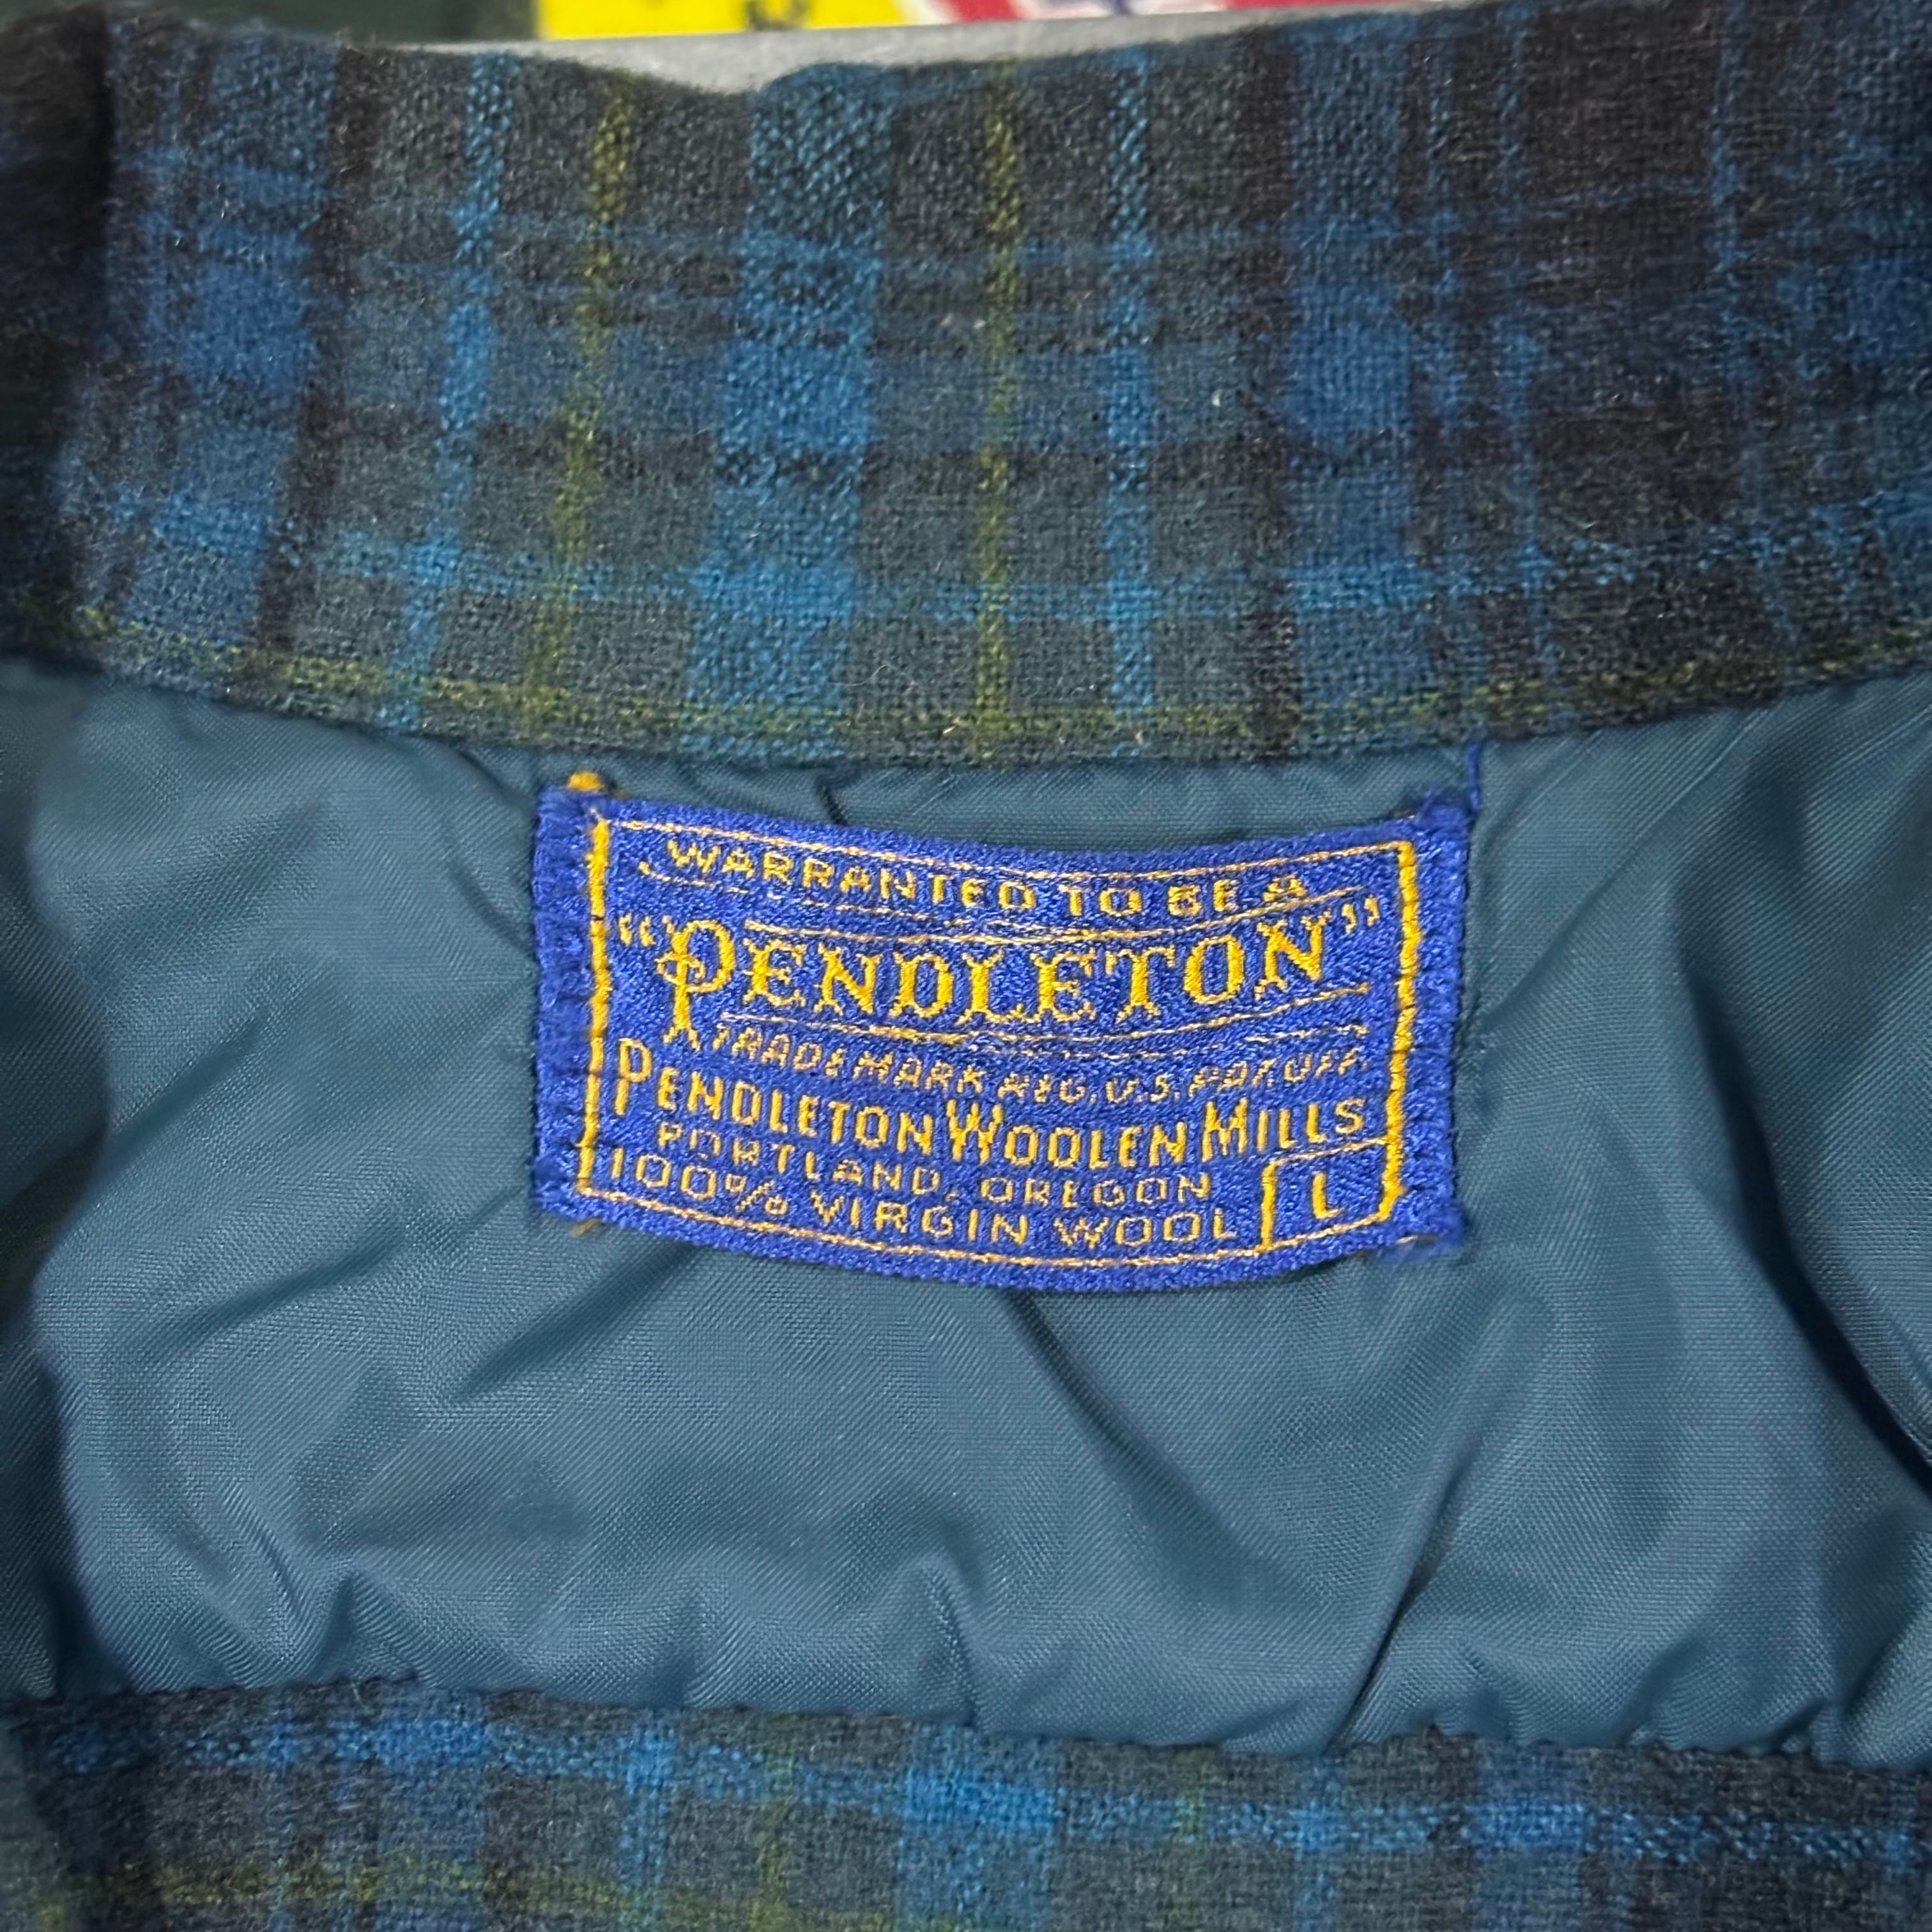 WARRANTED TO BE A
"PENDLETON"
TRADE MARK REG. U.S. PAT. OFF.
PENDLETON WOOLEN MILLS
PORTLAND, OREGON
100% VIRGIN WOOL
L